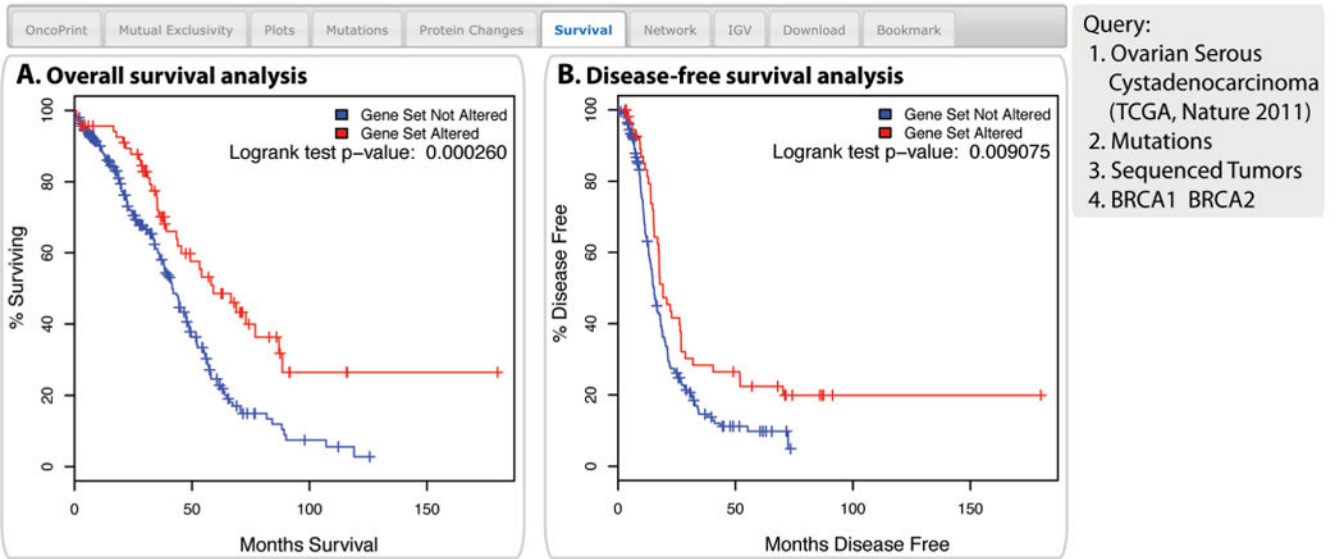 OncoPrint Mutual Exclusivity Plots Mutations Protein Changes Survival Network IGV Download Bookmark
A. Overall survival analysis
Gene Set Not Altered
Gene Set Altered
Logrank test p-value: 0.000260
% Surviving
100
80
60
40
20
0
0 50 100 150
Months Survival
B. Disease-free survival analysis
Gene Set Not Altered
Gene Set Altered
Logrank test p-value: 0.009075
% Disease Free
100
80
60
40
20
0
0 50 100 150
Months Disease Free
Query:
1. Ovarian Serous
Cystadenocarcinoma
(TCGA, Nature 2011)
2. Mutations
3. Sequenced Tumors
4. BRCA1 BRCA2